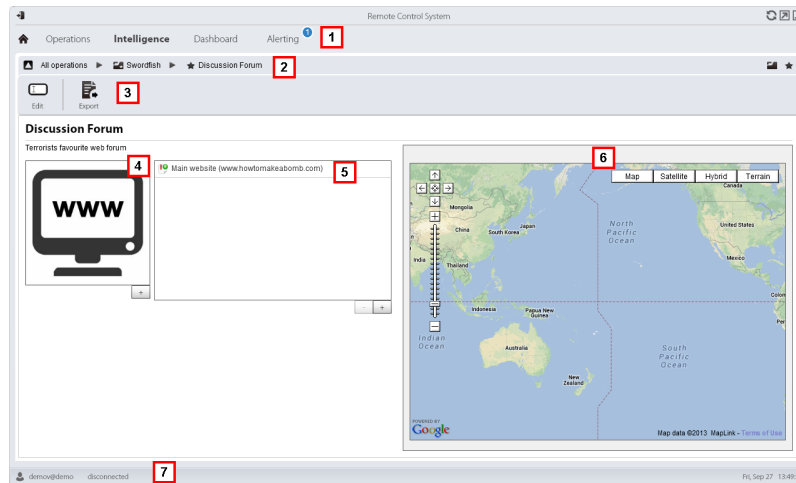 Remote Control System
Operations Intelligence Dashboard Alerting 1 1
All operations Swordfish Discussion Forum 2
Edit Export 3
Discussion Forum
Terrorists favourite web forum
4
www
+
Main website (www.howtomakeabomb.com) 5
- +
6
Map Satellite Hybrid Terrain
Canada
Mongolia
North
Pacific
Ocean
United States
China South Korea Japan
Mexico
India
Thailand
Colom
Indonesia Papua New
Guinea
Per
Indian
Ocean
Australia
South
Pacific
Ocean
New
Zealand
POWERED BY
Google
Map data ©2013 MapLink - Terms of Use
demov@demo disconnected 7
Fri, Sep 27 13:49: